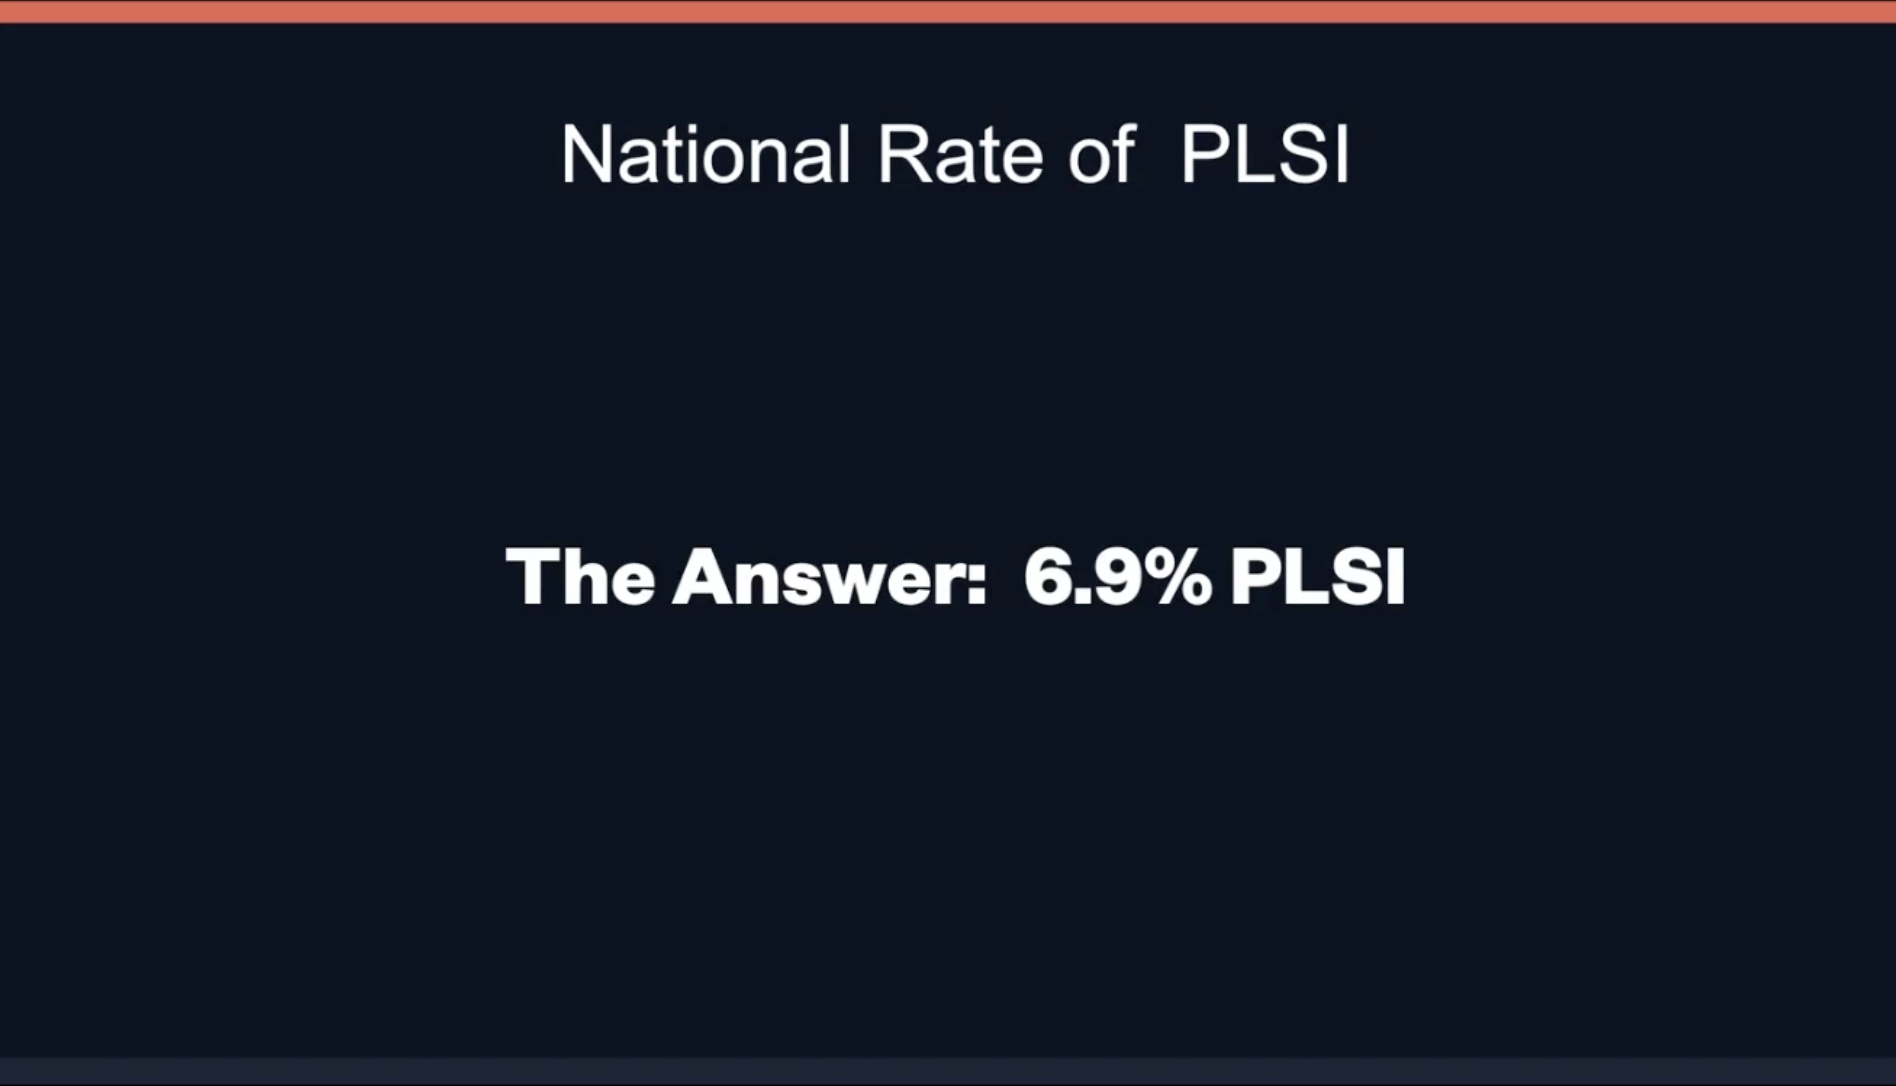 National Rate of  PLSI
The Answer:  6.9% PLSI